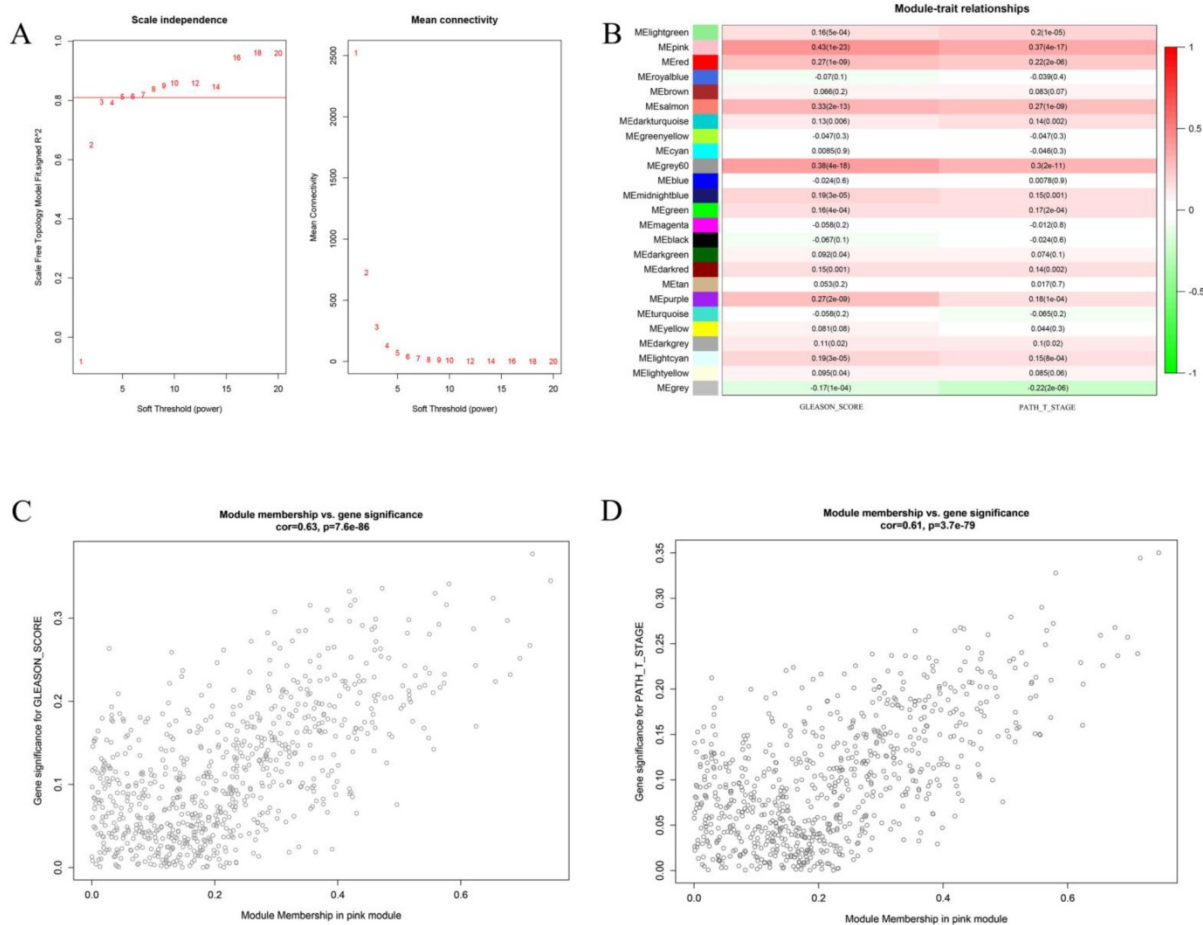 A
Scale independence
Scale Free Topology Model Fit,signed R^2
1.0
0.8
0.6
0.4
0.2
0.0
1
2
3
4
5
6
7
8
9
10
12
14
16
18
20
5
10
15
20
Soft Threshold (power)
Mean connectivity
Mean Connectivity
2500
2000
1500
1000
500
0
1
2
3
4
5
6
7
8
9
10
12
14
16
18
20
5
10
15
20
Soft Threshold (power)
B
Module-trait relationships
MElightgreen 0.16(5e-04) 0.2(1e-05)
MEpink 0.43(1e-23) 0.37(4e-17)
MEred 0.27(1e-09) 0.22(2e-06)
MEroyalblue -0.07(0.1) -0.039(0.4)
MEbrown 0.066(0.2) 0.083(0.07)
MEsalmon 0.33(2e-13) 0.27(1e-09)
MEdarkturquoise 0.13(0.006) 0.14(0.002)
MEgreenyellow -0.047(0.3) -0.047(0.3)
MEcyan 0.0085(0.9) -0.046(0.3)
MEgrey60 0.38(4e-18) 0.3(2e-11)
MEblue -0.024(0.6) 0.0078(0.9)
MEmidnightblue 0.19(3e-05) 0.15(0.001)
MEgreen 0.16(4e-04) 0.17(2e-04)
MEmagenta -0.058(0.2) -0.012(0.8)
MEblack -0.067(0.1) -0.024(0.6)
MEdarkgreen 0.092(0.04) 0.074(0.1)
MEdarkred 0.15(0.001) 0.14(0.002)
MEtan 0.053(0.2) 0.017(0.7)
MEpurple 0.27(2e-09) 0.18(1e-04)
MEturquoise -0.058(0.2) -0.065(0.2)
MEyellow 0.081(0.08) 0.044(0.3)
MEdarkgrey 0.11(0.02) 0.1(0.02)
MElightcyan 0.19(3e-05) 0.15(8e-04)
MElightyellow 0.095(0.04) 0.085(0.06)
MEgrey -0.17(1e-04) -0.22(2e-06)
GLEASON_SCORE PATH_T_STAGE
1
0.5
0
-0.5
-1
C
Module membership vs. gene significance
cor=0.63, p=7.6e-86
Gene significance for GLEASON_SCORE
0.3
0.2
0.1
0.0
0.0 0.2 0.4 0.6
Module Membership in pink module
D
Module membership vs. gene significance
cor=0.61, p=3.7e-79
Gene significance for PATH_T_STAGE
0.35
0.30
0.25
0.20
0.15
0.10
0.05
0.00
0.0 0.2 0.4 0.6
Module Membership in pink module